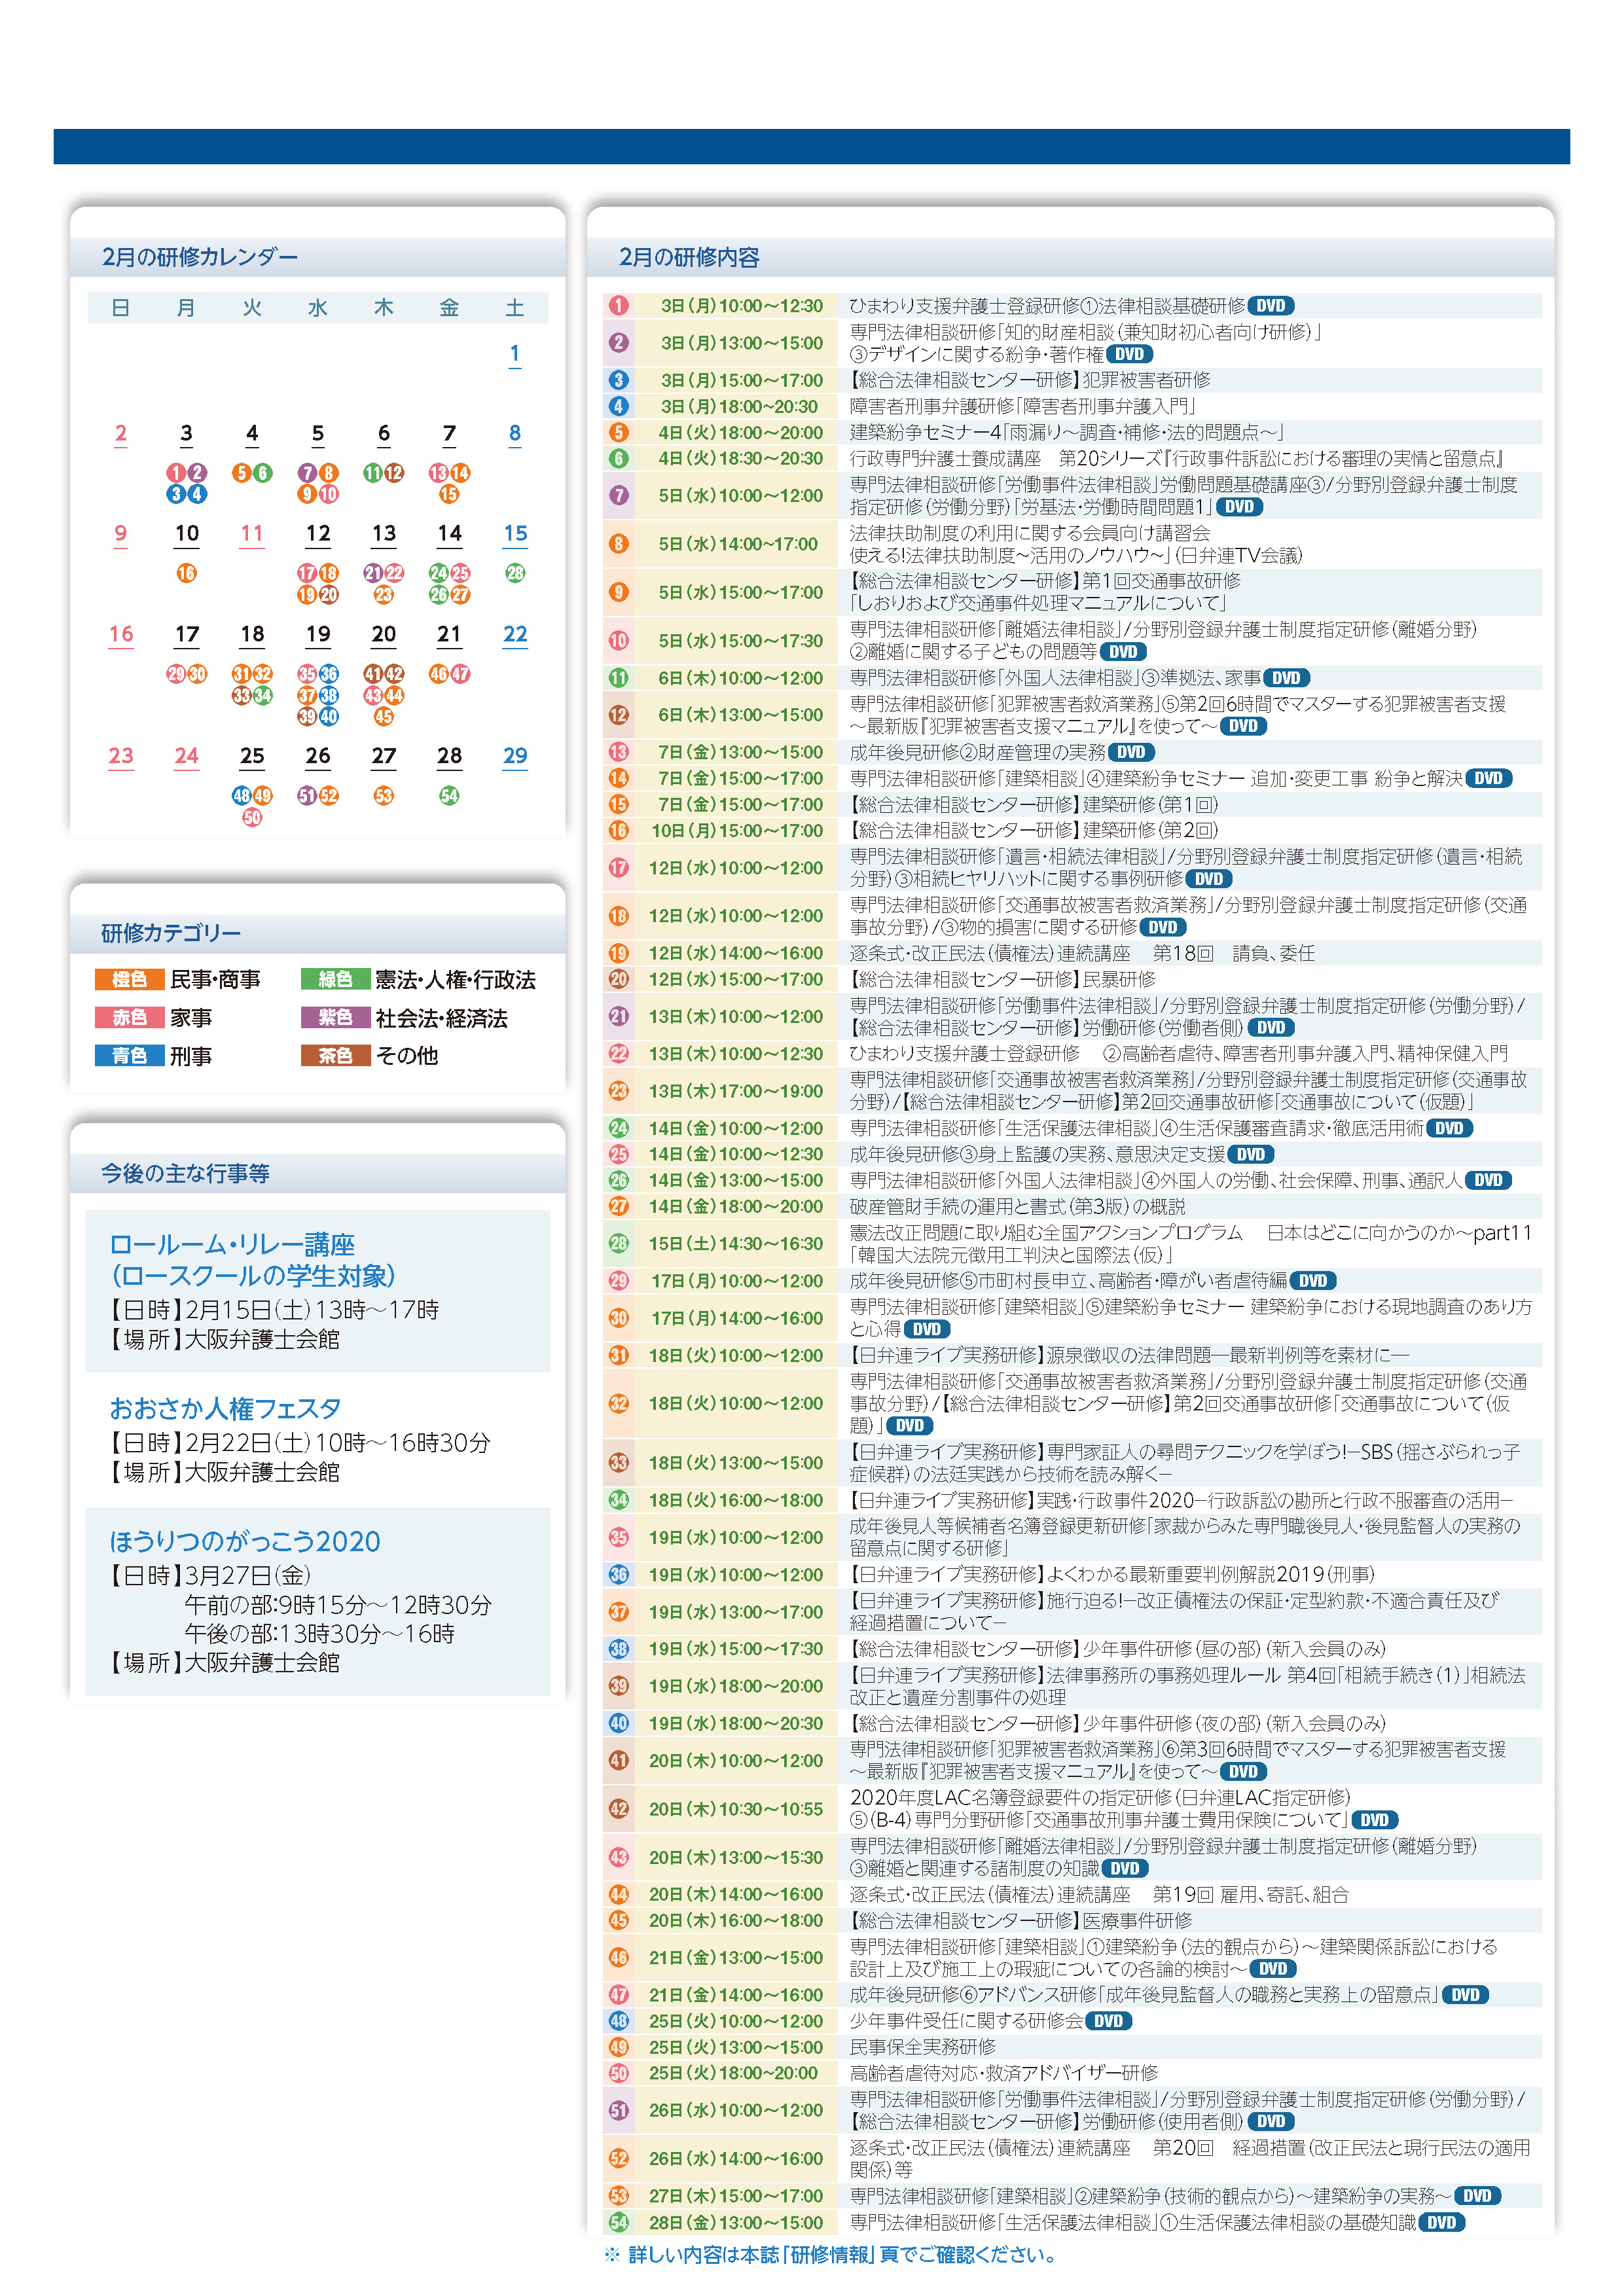 2月の研修カレンダー
日 月 火 水 木 金 土
1
2 3 4 5 6 7 8
1 2 5 6 7 8 11 12 13 14
3 4 9 10 15
9 10 11 12 13 14 15
16 17 18 21 22 24 25 28
19 20 23 26 27
16 17 18 19 20 21 22
29 30 31 32 35 36 41 42 46 47
33 34 37 38 43 44
39 40 45
23 24 25 26 27 28 29
48 49 51 52 53 54
50
研修カテゴリー
橙色 民事・商事 緑色 憲法・人権・行政法
赤色 家事 紫色 社会法・経済法
青色 刑事 茶色 その他
今後の主な行事等
ロールーム・リレー講座
（ロースクールの学生対象）
【日時】2月15日（土）13時～17時
【場所】大阪弁護士会館
おおさか人権フェスタ
【日時】2月22日（土）10時～16時30分
【場所】大阪弁護士会館
ほうりつのがっこう2020
【日時】3月27日（金）
午前の部：9時15分～12時30分
午後の部：13時30分～16時
【場所】大阪弁護士会館
2月の研修内容
1 3日（月）10:00～12:30 ひまわり支援弁護士登録研修①法律相談基礎研修 DVD
2 3日（月）13:00～15:00 専門法律相談研修「知的財産相談（兼知財初心者向け研修）」
③デザインに関する紛争・著作権 DVD
3 3日（月）15:00～17:00 【総合法律相談センター研修】犯罪被害者研修
4 3日（月）18:00~20:30 障害者刑事弁護研修「障害者刑事弁護入門」
5 4日（火）18:00～20:00 建築紛争セミナー4「雨漏り～調査・補修・法的問題点～」
6 4日（火）18:30～20:30 行政専門弁護士養成講座　第20シリーズ『行政事件訴訟における審理の実情と留意点』
7 5日（水）10:00～12:00 専門法律相談研修「労働事件法律相談」労働問題基礎講座③/分野別登録弁護士制度
指定研修（労働分野）「労基法・労働時間問題1」 DVD
8 5日（水）14:00~17:00 法律扶助制度の利用に関する会員向け講習会
使える！法律扶助制度~活用のノウハウ~」（日弁連TV会議）
9 5日（水）15:00～17:00 【総合法律相談センター研修】第1回交通事故研修
「しおりおよび交通事件処理マニュアルについて」
10 5日（水）15:00～17:30 専門法律相談研修「離婚法律相談」/分野別登録弁護士制度指定研修（離婚分野）
②離婚に関する子どもの問題等 DVD
11 6日（木）10:00～12:00 専門法律相談研修「外国人法律相談」③準拠法、家事 DVD
12 6日（木）13:00～15:00 専門法律相談研修「犯罪被害者救済業務」⑤第2回6時間でマスターする犯罪被害者支援
～最新版『犯罪被害者支援マニュアル』を使って～ DVD
13 7日（金）13:00～15:00 成年後見研修②財産管理の実務 DVD
14 7日（金）15:00～17:00 専門法律相談研修「建築相談」④建築紛争セミナー 追加・変更工事 紛争と解決 DVD
15 7日（金）15:00～17:00 【総合法律相談センター研修】建築研修（第1回）
16 10日（月）15:00～17:00 【総合法律相談センター研修】建築研修（第2回）
17 12日（水）10:00～12:00 専門法律相談研修「遺言・相続法律相談」/分野別登録弁護士制度指定研修（遺言・相続
分野）③相続ヒヤリハットに関する事例研修 DVD
18 12日（水）10:00～12:00 専門法律相談研修「交通事故被害者救済業務」/分野別登録弁護士制度指定研修（交通
事故分野）/③物的損害に関する研修 DVD
19 12日（水）14:00～16:00 逐条式・改正民法（債権法）連続講座　第18回　請負、委任
20 12日（水）15:00～17:00 【総合法律相談センター研修】民暴研修
21 13日（木）10:00～12:00 専門法律相談研修「労働事件法律相談」/分野別登録弁護士制度指定研修（労働分野）/
【総合法律相談センター研修】労働研修（労働者側） DVD
22 13日（木）10:00～12:30 ひまわり支援弁護士登録研修　②高齢者虐待、障害者刑事弁護入門、精神保健入門
23 13日（木）17:00～19:00 専門法律相談研修「交通事故被害者救済業務」/分野別登録弁護士制度指定研修（交通事故
分野）/【総合法律相談センター研修】第2回交通事故研修「交通事故について（仮題）」
24 14日（金）10:00～12:00 専門法律相談研修「生活保護法律相談」④生活保護審査請求・徹底活用術 DVD
25 14日（金）10:00～12:30 成年後見研修③身上監護の実務、意思決定支援 DVD
26 14日（金）13:00～15:00 専門法律相談研修「外国人法律相談」④外国人の労働、社会保障、刑事、通訳人 DVD
27 14日（金）18:00～20:00 破産管財手続の運用と書式（第3版）の概説
28 15日（土）14:30～16:30 憲法改正問題に取り組む全国アクションプログラム　日本はどこに向かうのか～part11
「韓国大法院元徴用工判決と国際法（仮）」
29 17日（月）10:00～12:00 成年後見研修⑤市町村長申立、高齢者・障がい者虐待編 DVD
30 17日（月）14:00～16:00 専門法律相談研修「建築相談」⑤建築紛争セミナー 建築紛争における現地調査のあり方
と心得 DVD
31 18日（火）10:00～12:00 【日弁連ライブ実務研修】源泉徴収の法律問題―最新判例等を素材に―
32 18日（火）10:00～12:00 専門法律相談研修「交通事故被害者救済業務」/分野別登録弁護士制度指定研修（交通
事故分野）/【総合法律相談センター研修】第2回交通事故研修「交通事故について（仮
題）」 DVD
33 18日（火）13:00～15:00 【日弁連ライブ実務研修】専門家証人の尋問テクニックを学ぼう！－SBS（揺さぶられっ子
症候群）の法廷実践から技術を読み解く－
34 18日（火）16:00～18:00 【日弁連ライブ実務研修】実践・行政事件2020－行政訴訟の勘所と行政不服審査の活用－
35 19日（水）10:00～12:00 成年後見人等候補者名簿登録更新研修「家裁からみた専門職後見人・後見監督人の実務の
留意点に関する研修」
36 19日（水）10:00～12:00 【日弁連ライブ実務研修】よくわかる最新重要判例解説2019（刑事）
37 19日（水）13:00～17:00 【日弁連ライブ実務研修】施行迫る！－改正債権法の保証・定型約款・不適合責任及び
経過措置について－
38 19日（水）15:00～17:30 【総合法律相談センター研修】少年事件研修（昼の部）（新入会員のみ）
39 19日（水）18:00～20:00 【日弁連ライブ実務研修】法律事務所の事務処理ルール 第4回「相続手続き（1）」相続法
改正と遺産分割事件の処理
40 19日（水）18:00～20:30 【総合法律相談センター研修】少年事件研修（夜の部）（新入会員のみ）
41 20日（木）10:00～12:00 専門法律相談研修「犯罪被害者救済業務」⑥第3回6時間でマスターする犯罪被害者支援
～最新版『犯罪被害者支援マニュアル』を使って～ DVD
42 20日（木）10:30～10:55 2020年度LAC名簿登録要件の指定研修（日弁連LAC指定研修）
⑤（B-4）専門分野研修「交通事故刑事弁護士費用保険について」 DVD
43 20日（木）13:00～15:30 専門法律相談研修「離婚法律相談」/分野別登録弁護士制度指定研修（離婚分野）
③離婚と関連する諸制度の知識 DVD
44 20日（木）14:00～16:00 逐条式・改正民法（債権法）連続講座　第19回 雇用、寄託、組合
45 20日（木）16:00～18:00 【総合法律相談センター研修】医療事件研修
46 21日（金）13:00～15:00 専門法律相談研修「建築相談」①建築紛争（法的観点から）～建築関係訴訟における
設計上及び施工上の瑕疵についての各論的検討～ DVD
47 21日（金）14:00～16:00 成年後見研修⑥アドバンス研修「成年後見監督人の職務と実務上の留意点」 DVD
48 25日（火）10:00～12:00 少年事件受任に関する研修会 DVD
49 25日（火）13:00～15:00 民事保全実務研修
50 25日（火）18:00~20:00 高齢者虐待対応・救済アドバイザー研修
51 26日（水）10:00～12:00 専門法律相談研修「労働事件法律相談」/分野別登録弁護士制度指定研修（労働分野）/
【総合法律相談センター研修】労働研修（使用者側） DVD
52 26日（水）14:00～16:00 逐条式・改正民法（債権法）連続講座　第20回　経過措置（改正民法と現行民法の適用
関係）等
53 27日（木）15:00～17:00 専門法律相談研修「建築相談」②建築紛争（技術的観点から）～建築紛争の実務～ DVD
54 28日（金）13:00～15:00 専門法律相談研修「生活保護法律相談」①生活保護法律相談の基礎知識 DVD
※ 詳しい内容は本誌「研修情報」頁でご確認ください。